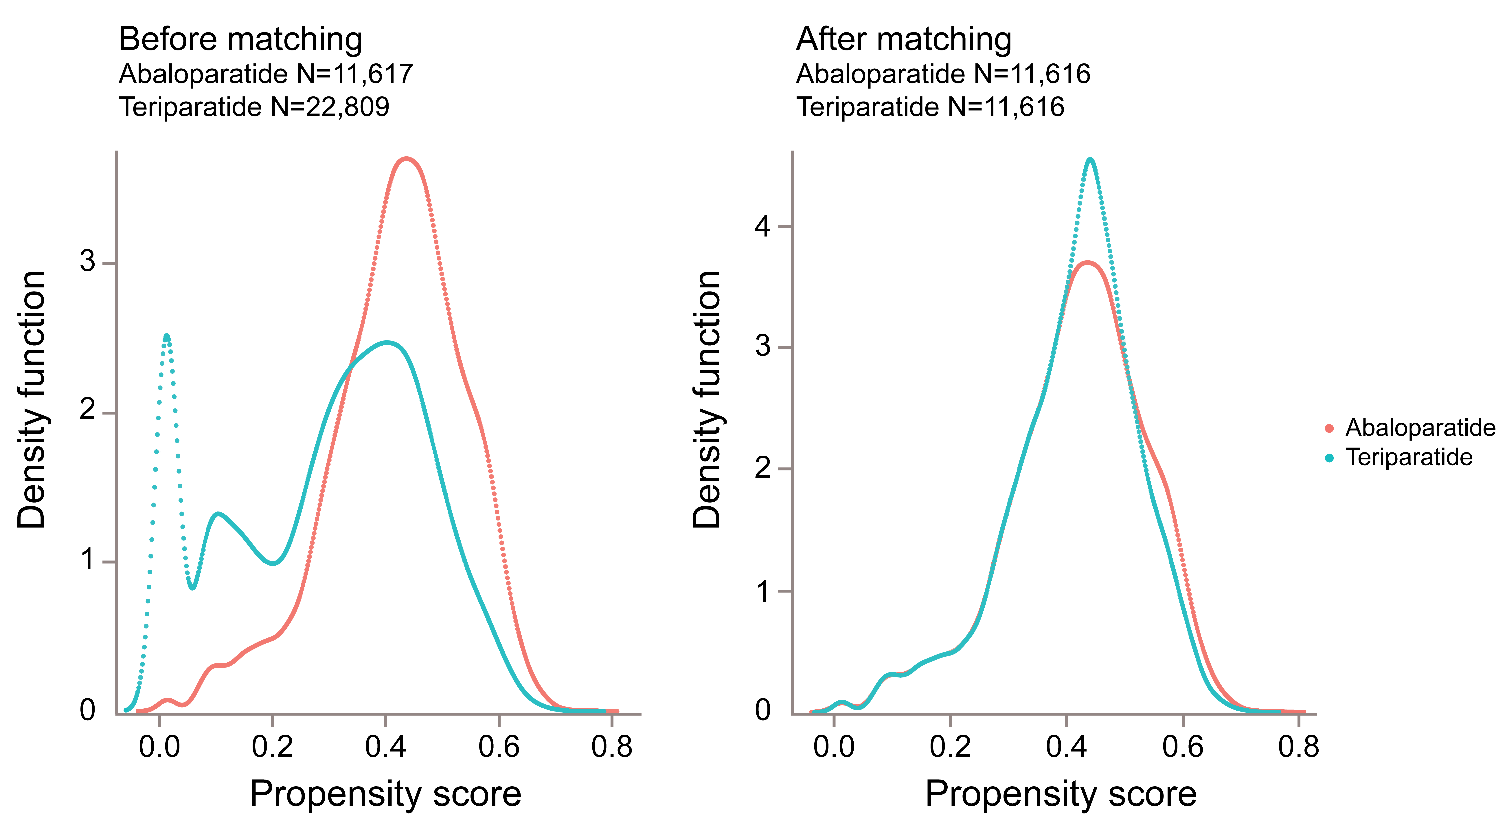 Before matching
Abaloparatide N=11,617
Teriparatide N=22,809
Density function
3
2
1
0
0.0 0.2 0.4 0.6 0.8
Propensity score
After matching
Abaloparatide N=11,616
Teriparatide N=11,616
Density function
4
3
2
1
0
0.0 0.2 0.4 0.6 0.8
Propensity score
Abaloparatide
Teriparatide